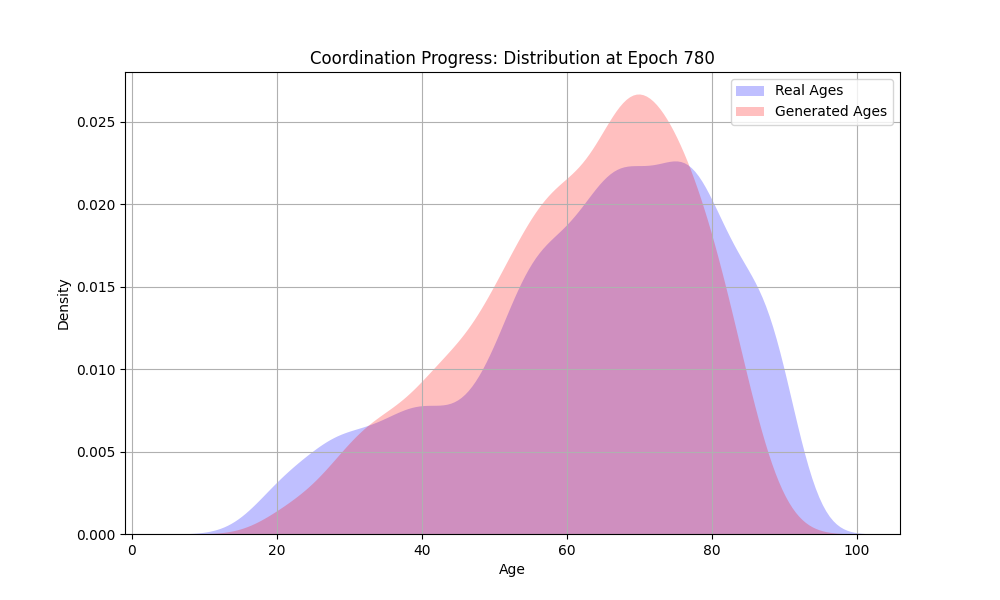 Coordination Progress: Distribution at Epoch 780
Real Ages
Generated Ages
0.025
0.020
0.015
0.010
0.005
0.000
Density
0 20 40 60 80 100
Age